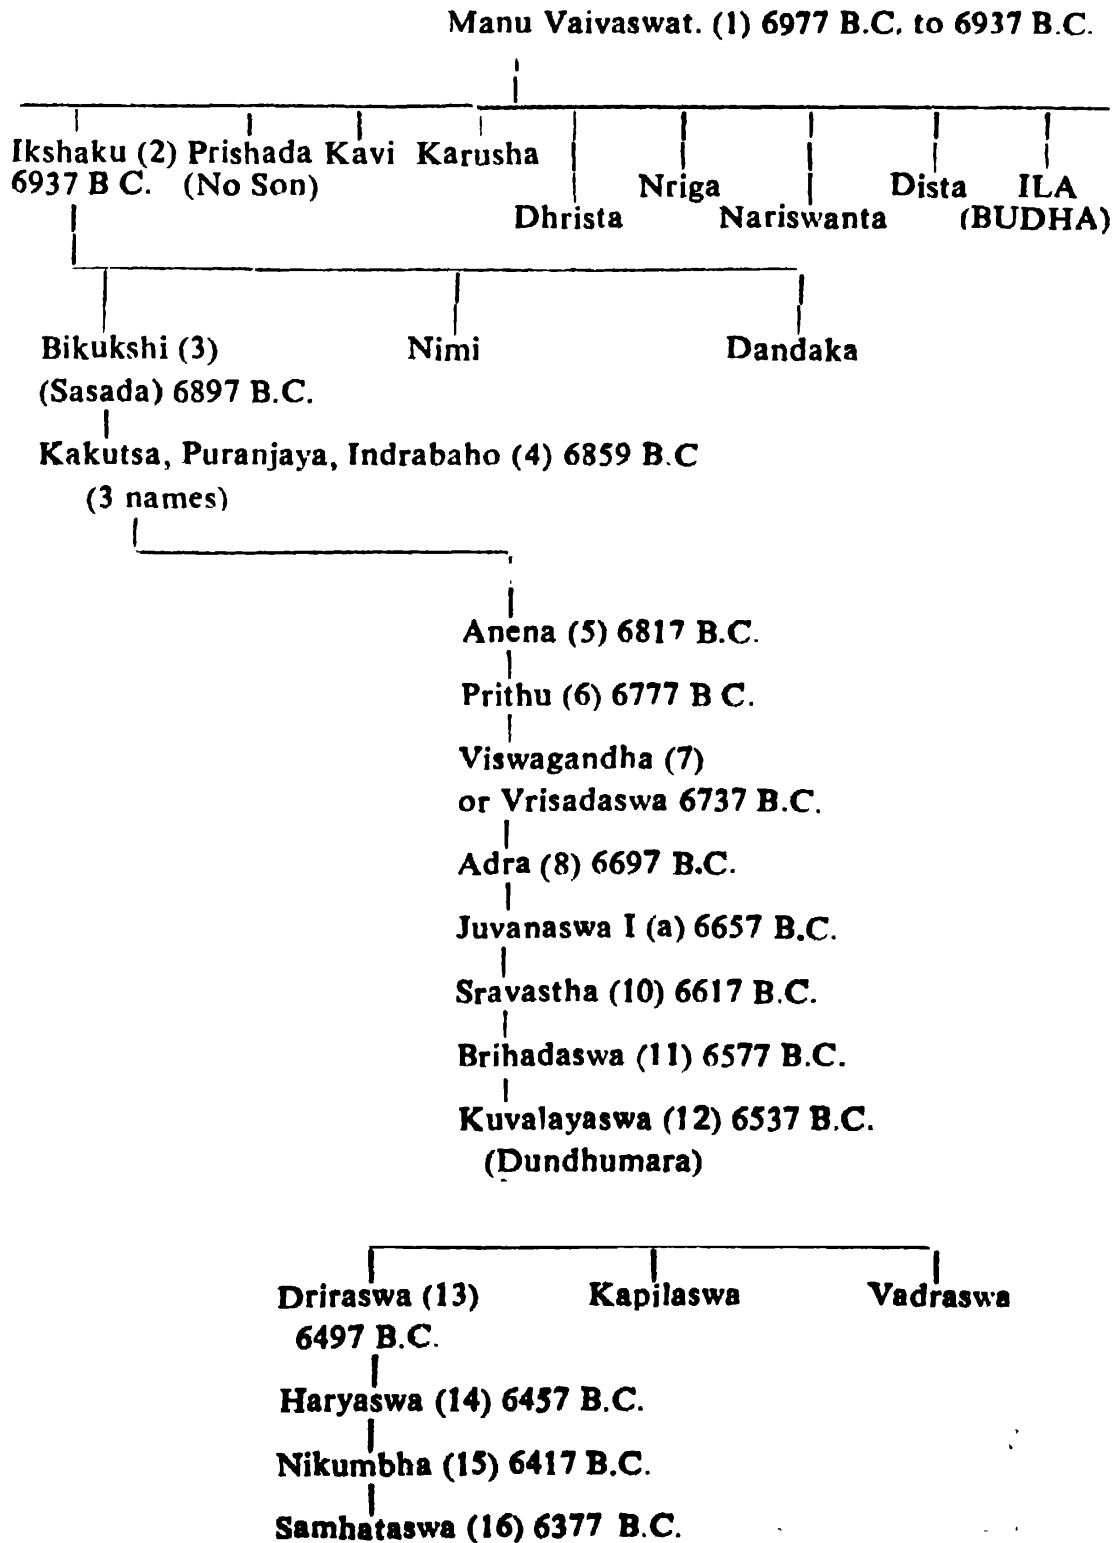 Manu Vaivaswat. (1) 6977 B.C. to 6937 B.C.
Ikshaku (2) Prishada Kavi Karusha
6937 B C. (No Son)
Nriga Dista ILA
Dhrista Nariswanta (BUDHA)
Bikukshi (3) Nimi Dandaka
(Sasada) 6897 B.C.
Kakutsa, Puranjaya, Indrabaho (4) 6859 B.C
(3 names)
Anena (5) 6817 B.C.
Prithu (6) 6777 B C.
Viswagandha (7)
or Vrisadaswa 6737 B.C.
Adra (8) 6697 B.C.
Juvanaswa I (a) 6657 B.C.
Sravastha (10) 6617 B.C.
Brihadaswa (11) 6577 B.C.
Kuvalayaswa (12) 6537 B.C.
(Dundhumara)
Driraswa (13) Kapilaswa Vadraswa
6497 B.C.
Haryaswa (14) 6457 B.C.
Nikumbha (15) 6417 B.C.
Samhataswa (16) 6377 B.C.